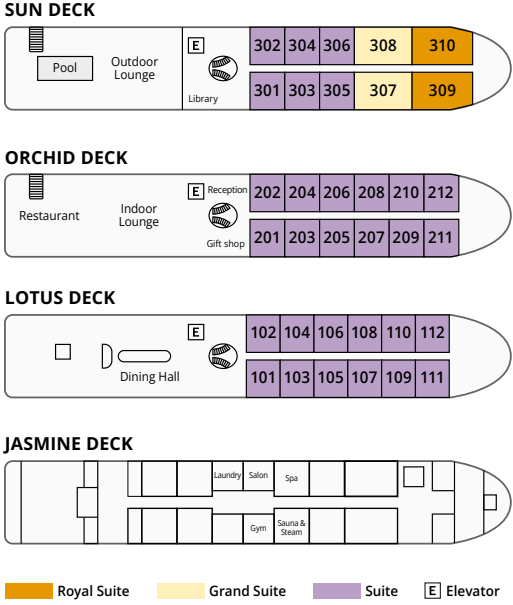 SUN DECK
302 304 306 308 310
E
Pool
Outdoor
Lounge
Library
301 303 305 307 309
ORCHID DECK
E Reception
202 204 206 208 210 212
Restaurant
Indoor
Lounge
Gift shop
201 203 205 207 209 211
LOTUS DECK
E
102 104 106 108 110 112
Dining Hall
101 103 105 107 109 111
JASMINE DECK
Laundry Salon Spa
Gym
Sauna &
Steam
Royal Suite Grand Suite Suite E Elevator